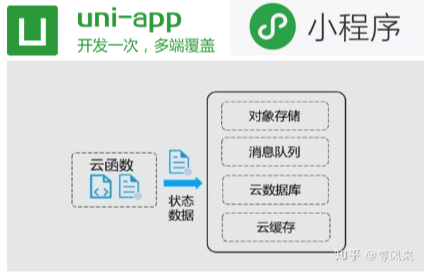 uni-app
开发一次，多端覆盖
小程序
对象存储
消息队列
云函数
云数据库
状态
数据
云缓存
知乎 @等风来